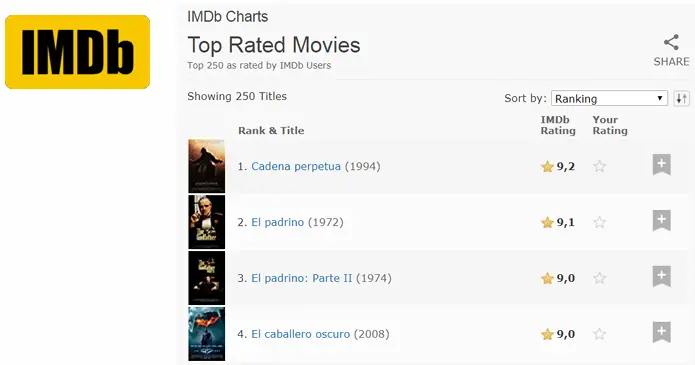 IMDb
IMDb Charts
Top Rated Movies
Top 250 as rated by IMDb Users
SHARE
Showing 250 Titles
Sort by: Ranking
Rank & Title IMDb Rating Your Rating
1. Cadena perpetua (1994) 9,2
2. El padrino (1972) 9,1
3. El padrino: Parte II (1974) 9,0
4. El caballero oscuro (2008) 9,0